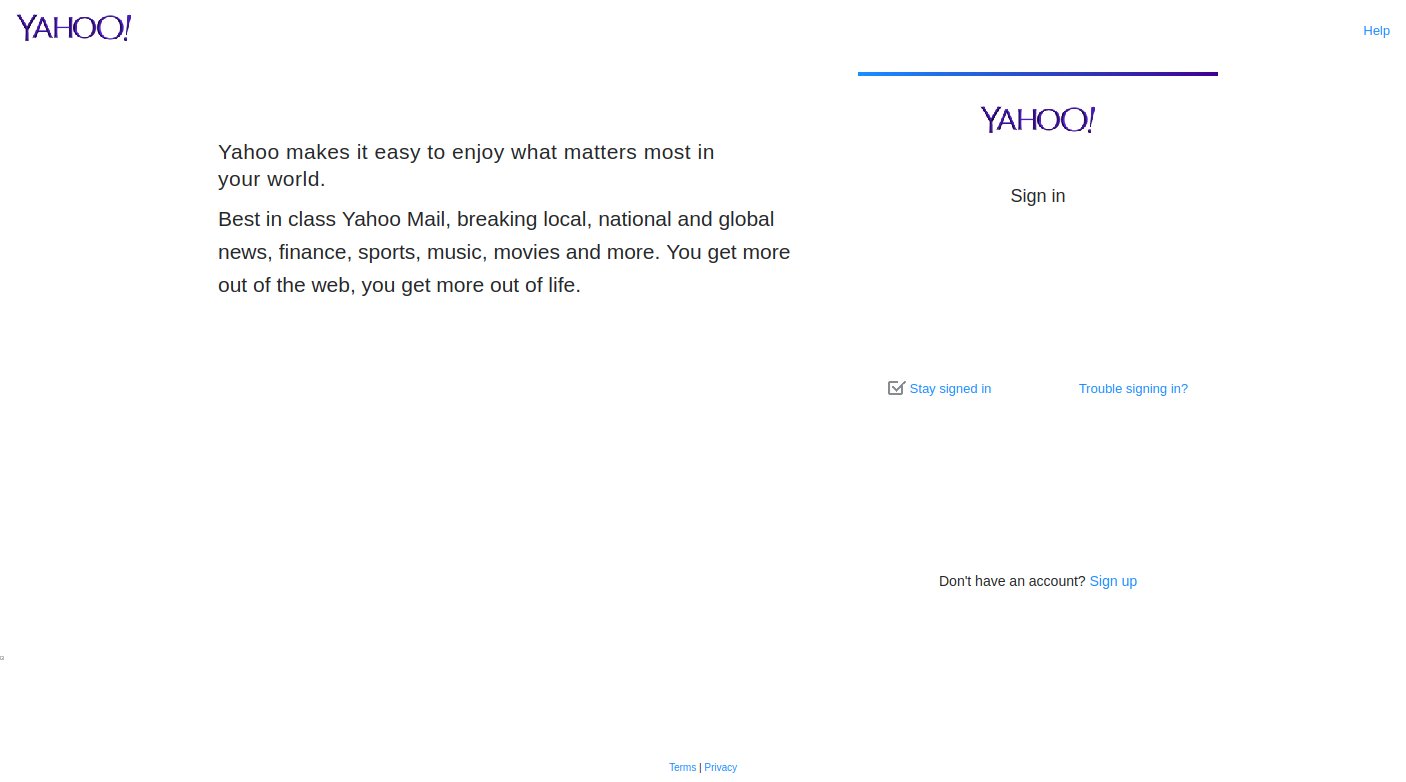 YAHOO!
Help
Yahoo makes it easy to enjoy what matters most in
your world.
Best in class Yahoo Mail, breaking local, national and global
news, finance, sports, music, movies and more. You get more
out of the web, you get more out of life.
YAHOO!
Sign in
Stay signed in
Trouble signing in?
Don't have an account? Sign up
Terms | Privacy